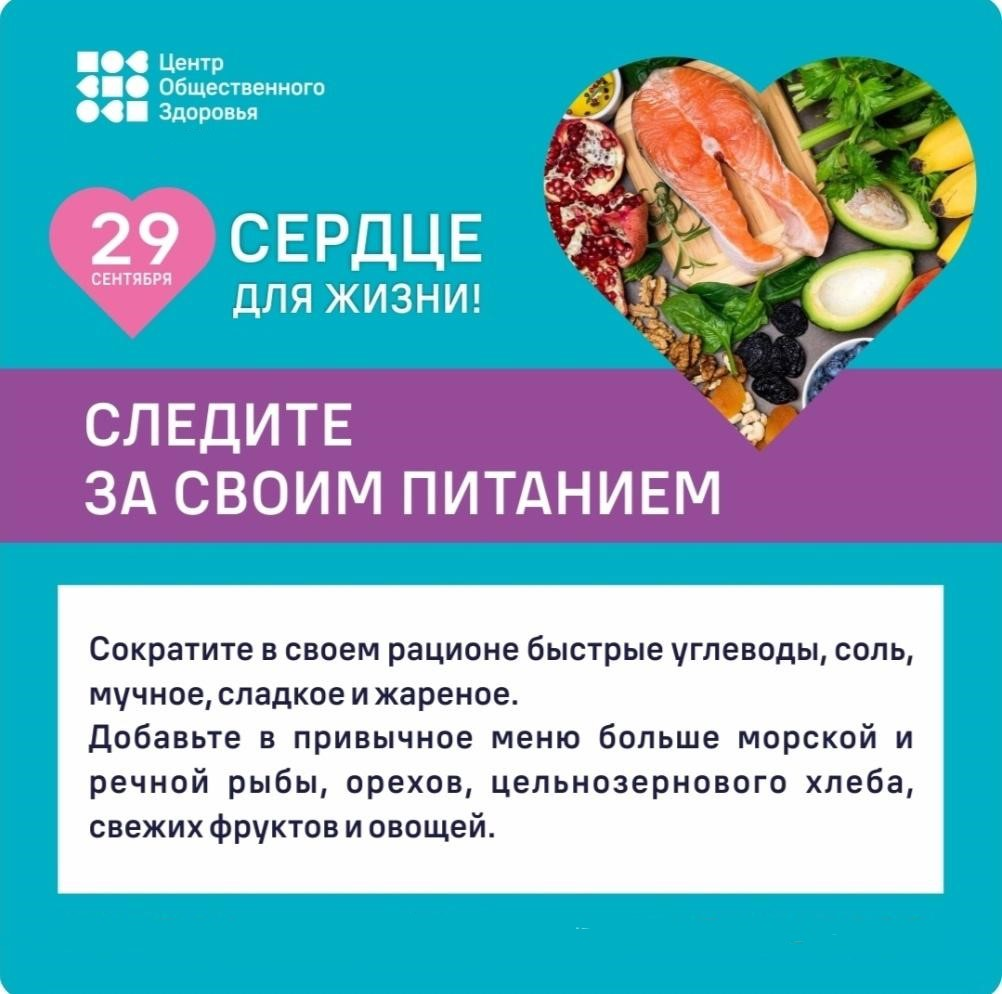 Центр
Общественного
Здоровья
29
СЕНТЯБРЯ
СЕРДЦЕ
ДЛЯ ЖИЗНИ!
СЛЕДИТЕ
ЗА СВОИМ ПИТАНИЕМ
Сократите в своем рационе быстрые углеводы, соль,
мучное, сладкое и жареное.
Добавьте в привычное меню больше морской и
речной рыбы, орехов, цельнозернового хлеба,
свежих фруктов и овощей.